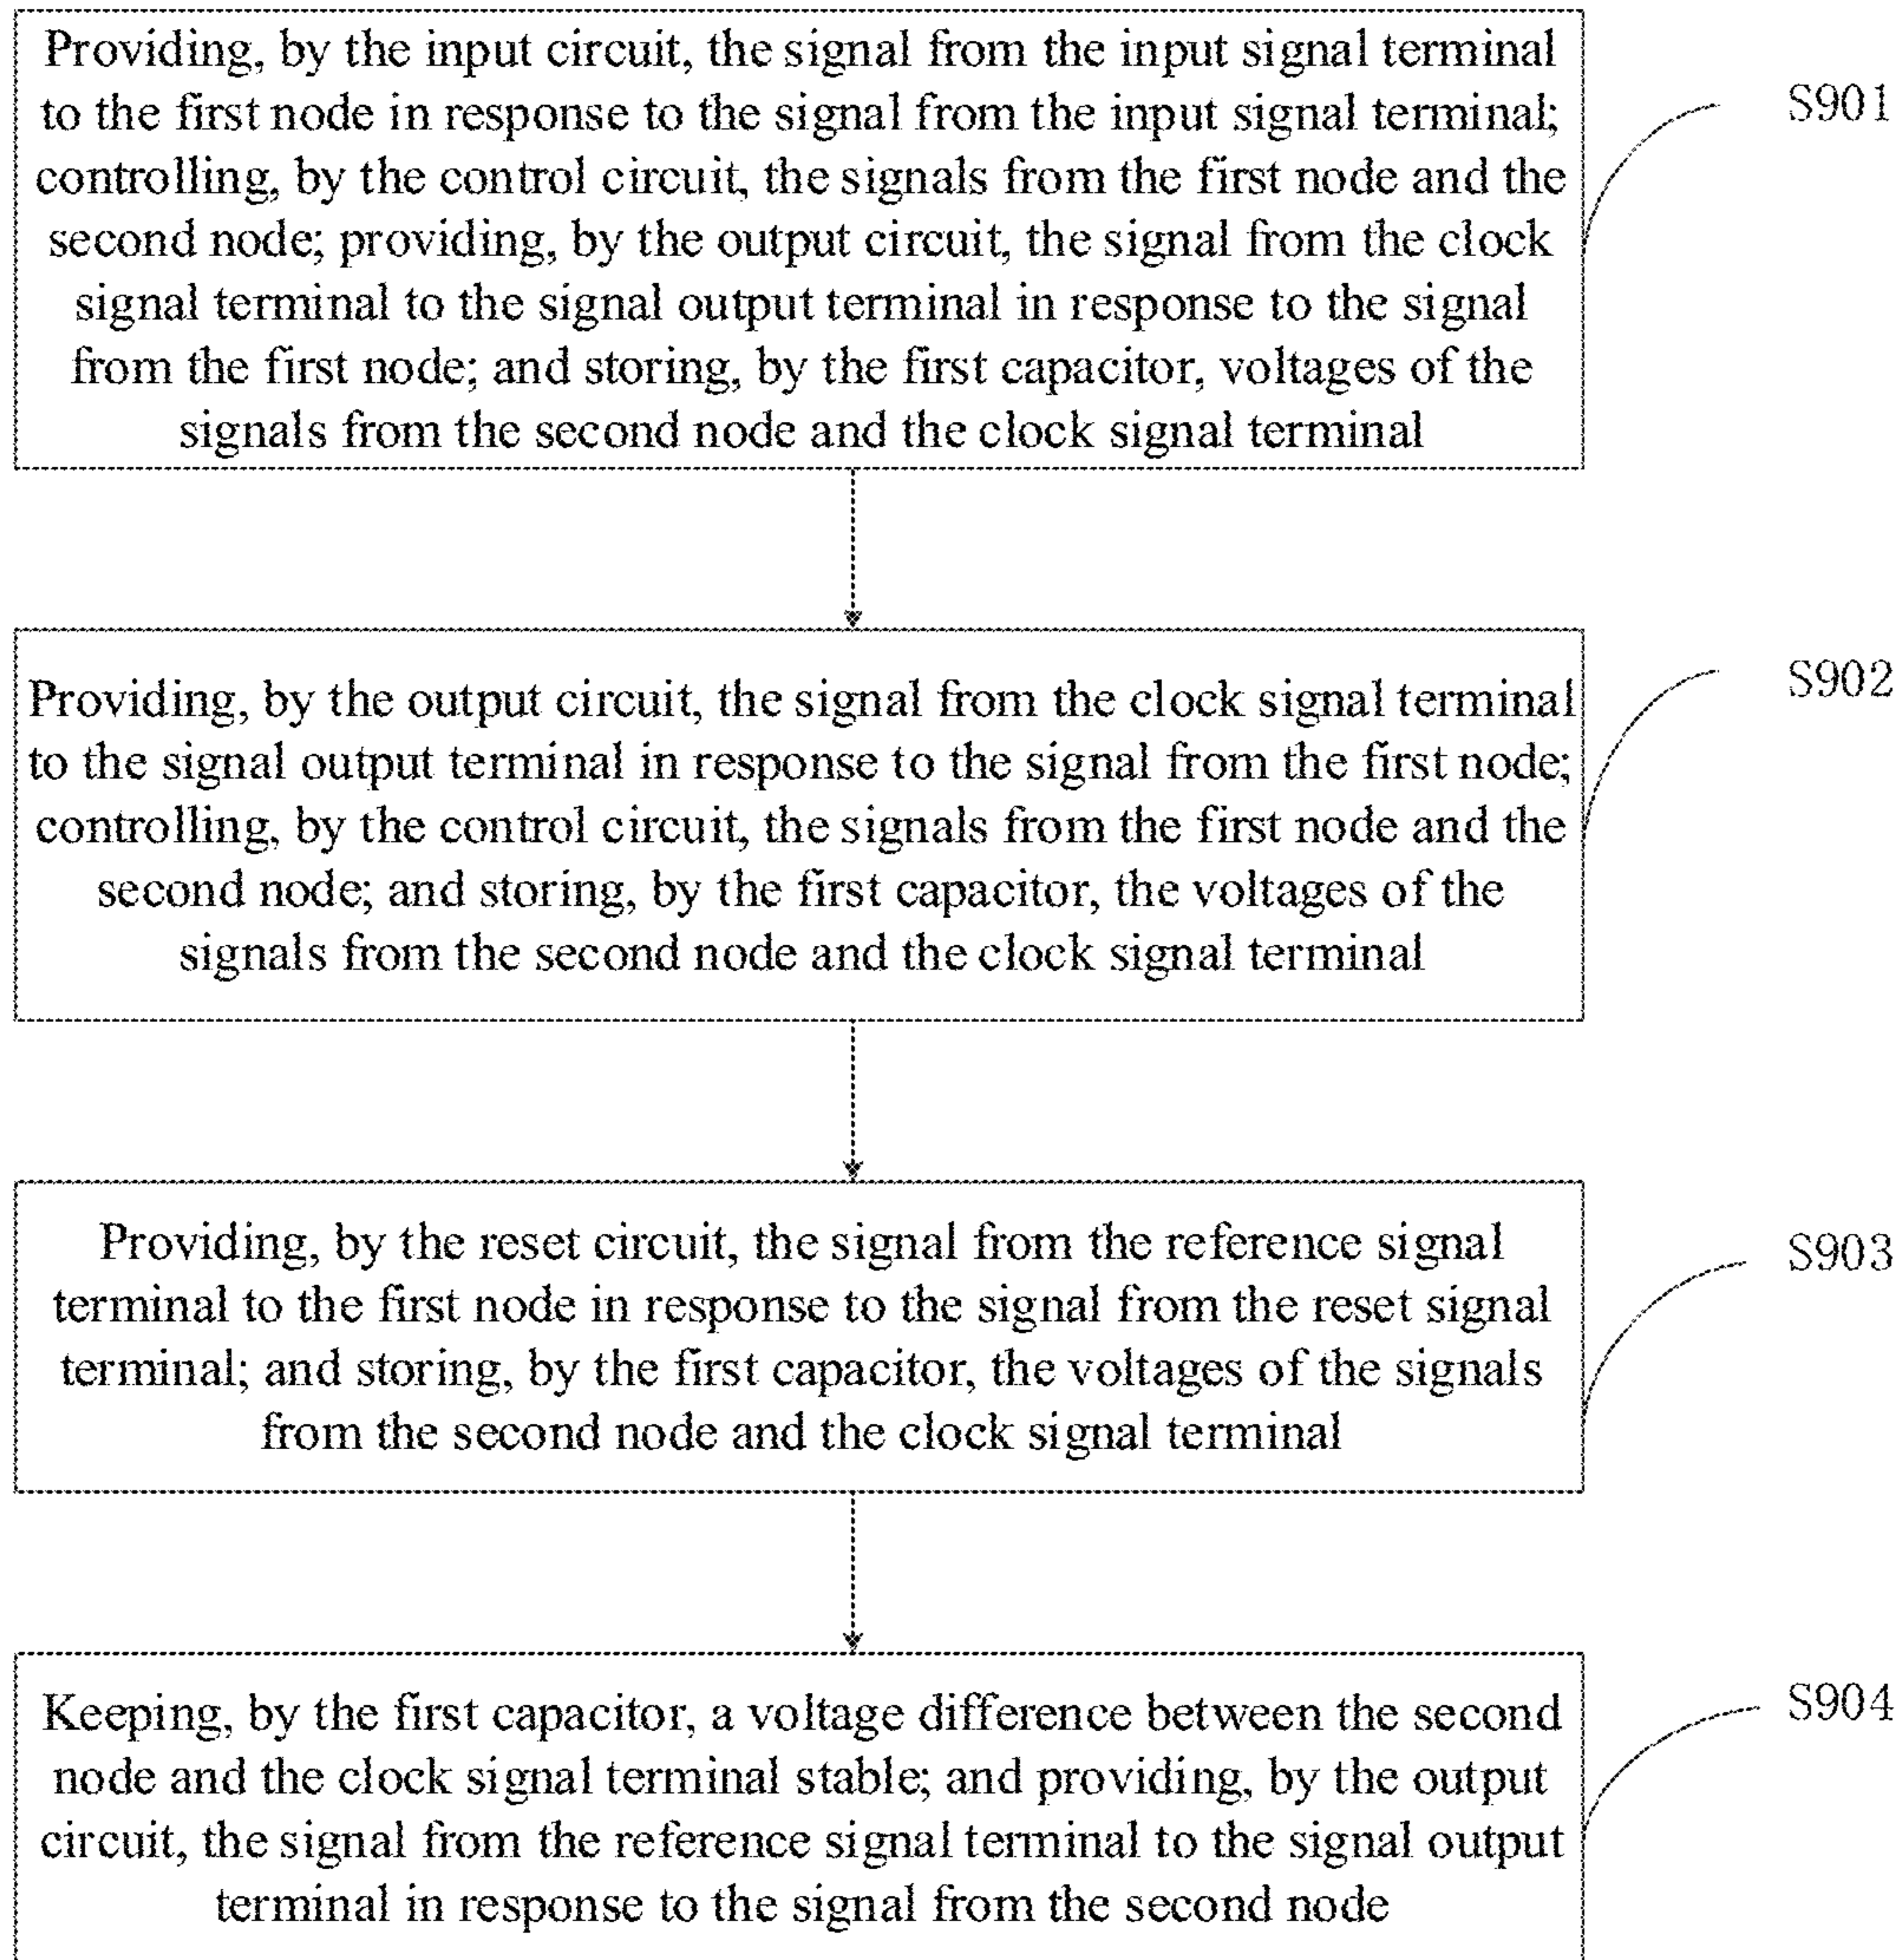 Providing, by the input circuit, the signal from the input signal terminal
to the first node in response to the signal from the input signal terminal;
controlling, by the control circuit, the signals from the first node and the
second node; providing, by the output circuit, the signal from the clock
signal terminal to the signal output terminal in response to the signal
from the first node; and storing, by the first capacitor, voltages of the
signals from the second node and the clock signal terminal
S901
Providing, by the output circuit, the signal from the clock signal terminal
to the signal output terminal in response to the signal from the first node;
controlling, by the control circuit, the signals from the first node and the
second node; and storing, by the first capacitor, the voltages of the
signals from the second node and the clock signal terminal
S902
Providing, by the reset circuit, the signal from the reference signal
terminal to the first node in response to the signal from the reset signal
terminal; and storing, by the first capacitor, the voltages of the signals
from the second node and the clock signal terminal
S903
Keeping, by the first capacitor, a voltage difference between the second
node and the clock signal terminal stable; and providing, by the output
circuit, the signal from the reference signal terminal to the signal output
terminal in response to the signal from the second node
S904